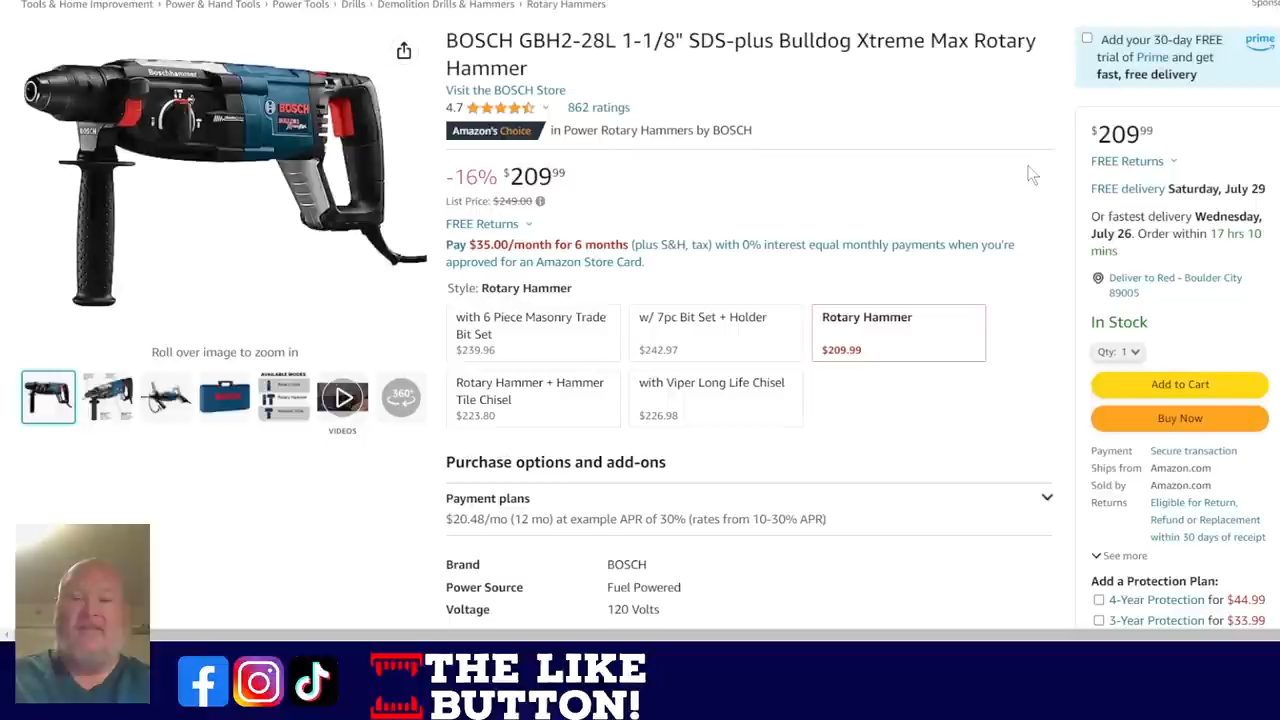 Tools & Home Improvement › Power & Hand Tools › Power Tools › Drills › Demolition Drills & Hammers › Rotary Hammers
BOSCH GBH2-28L 1-1/8" SDS-plus Bulldog Xtreme Max Rotary
Hammer
Visit the BOSCH Store
4.7
862 ratings
Amazon's Choice in Power Rotary Hammers by BOSCH
-16% $209 99
List Price: $249.00
FREE Returns
Pay $35.00/month for 6 months (plus S&H, tax) with 0% interest equal monthly payments when you're
approved for an Amazon Store Card.
Style: Rotary Hammer
with 6 Piece Masonry Trade
Bit Set
$239.96
w/ 7pc Bit Set + Holder
$242.97
Rotary Hammer
$209.99
Rotary Hammer + Hammer
Tile Chisel
$223.80
with Viper Long Life Chisel
$226.98
Purchase options and add-ons
Payment plans
$20.48/mo (12 mo) at example APR of 30% (rates from 10-30% APR)
Brand BOSCH
Power Source Fuel Powered
Voltage 120 Volts
Boschhammer
BOSCH
BOSCH
Roll over image to zoom in
AVAILABLE MODES
360°
VIDEOS
Add your 30-day FREE
trial of Prime and get
fast, free delivery
prime
$209 99
FREE Returns
FREE delivery Saturday, July 29
Or fastest delivery Wednesday,
July 26. Order within 17 hrs 10
mins
Deliver to Red - Boulder City
89005
In Stock
Qty: 1
Add to Cart
Buy Now
Payment Secure transaction
Ships from Amazon.com
Sold by Amazon.com
Returns Eligible for Return,
Refund or Replacement
within 30 days of receipt
See more
Add a Protection Plan:
4-Year Protection for $44.99
3-Year Protection for $33.99
THE LIKE
BUTTON!